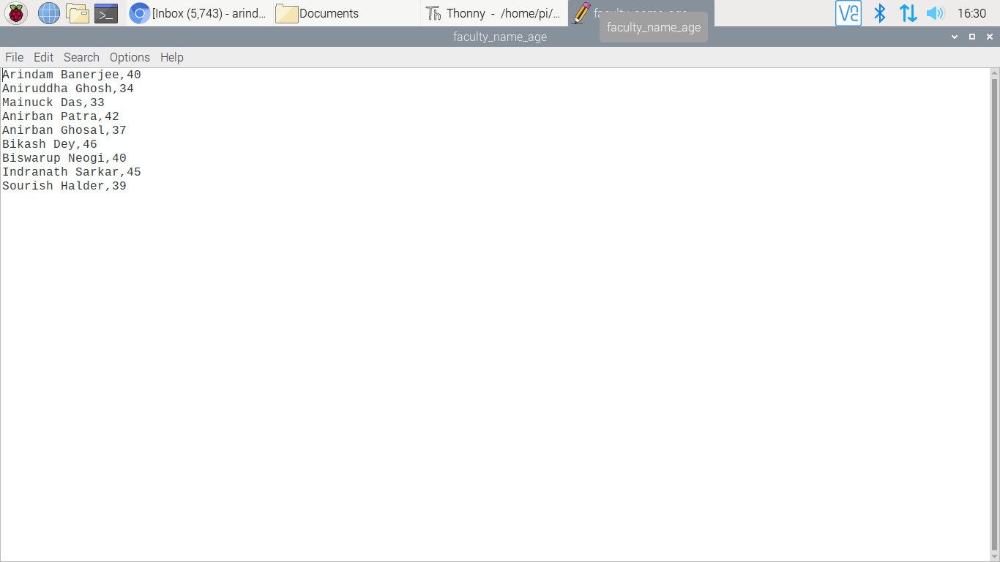 [Inbox (5,743) - arind...
Documents
Thonny - /home/pi/...
faculty_name_age
16:30
faculty_name_age
faculty_name_age
File Edit Search Options Help
Arindam Banerjee,40
Aniruddha Ghosh,34
Mainuck Das,33
Anirban Patra,42
Anirban Ghosal,37
Bikash Dey,46
Biswarup Neogi,40
Indranath Sarkar,45
Sourish Halder,39